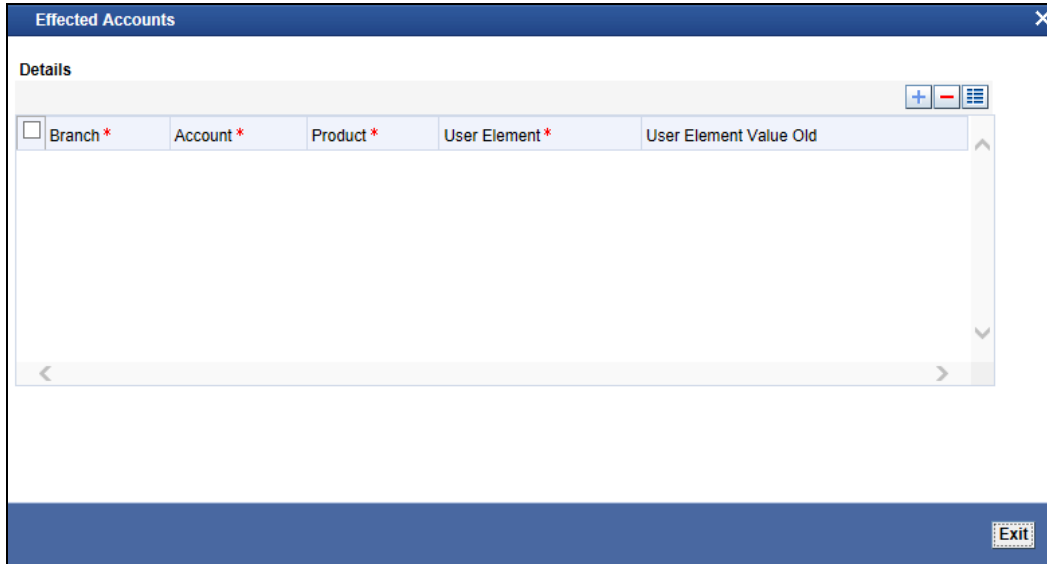 Effected Accounts
Details
Branch * Account * Product * User Element * User Element Value Old
Exit